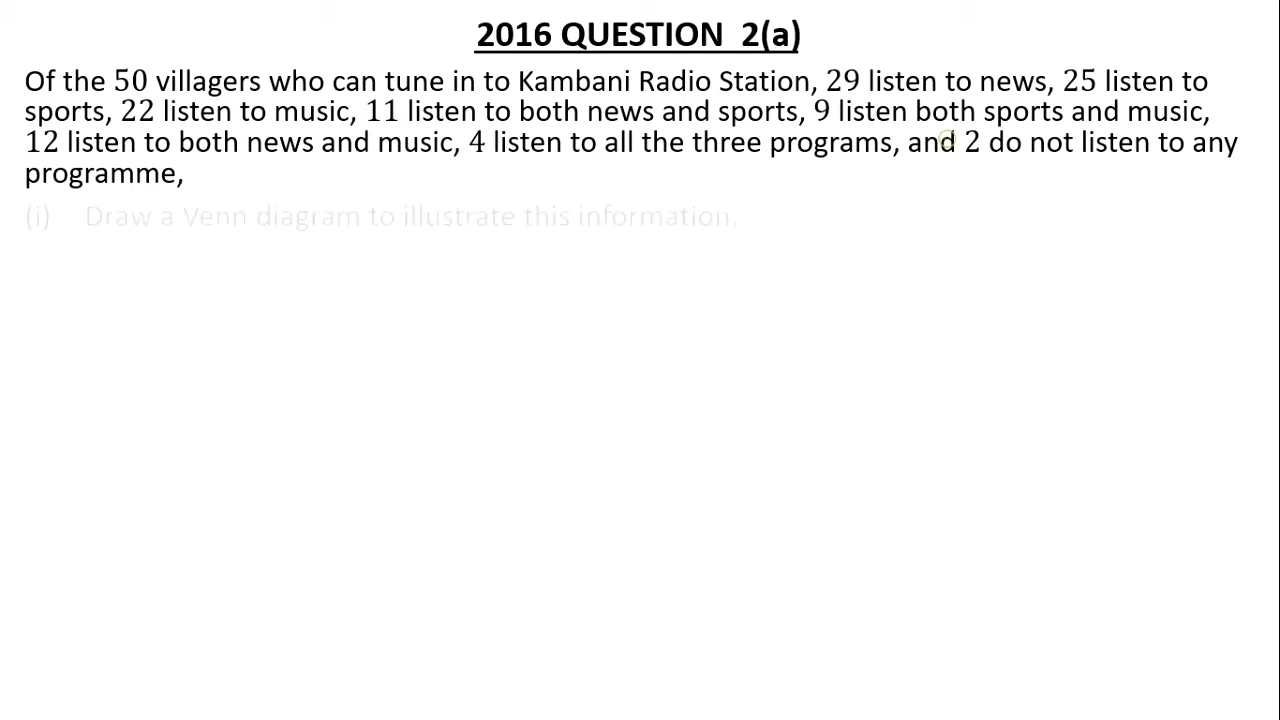 2016 QUESTION 2(a)
Of the 50 villagers who can tune in to Kambani Radio Station, 29 listen to news, 25 listen to
sports, 22 listen to music, 11 listen to both news and sports, 9 listen both sports and music,
12 listen to both news and music, 4 listen to all the three programs, and 2 do not listen to any
programme,
(i) Draw a Venn diagram to illustrate this information.